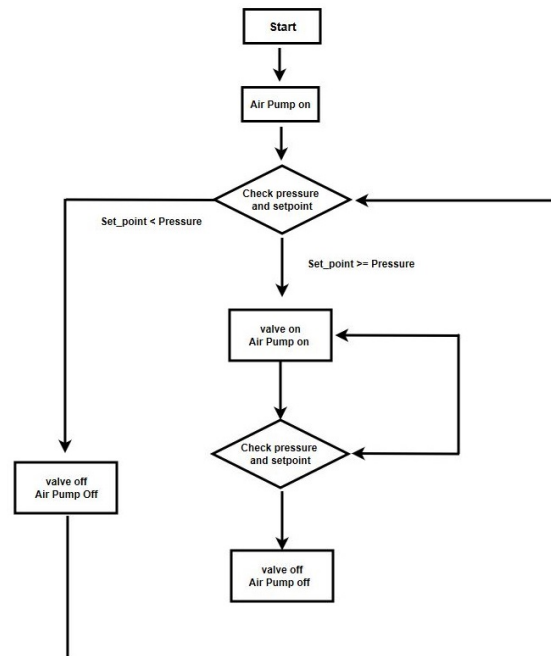 Start
Air Pump on
Check pressure
and setpoint
Set_point < Pressure
Set_point >= Pressure
valve on
Air Pump on
Check pressure
and setpoint
valve off
Air Pump Off
valve off
Air Pump off